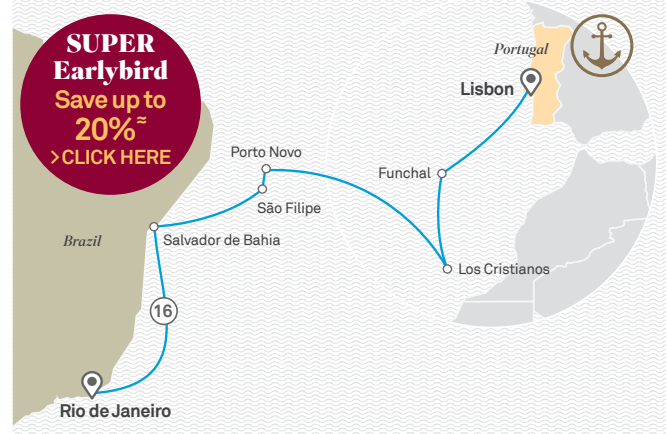 SUPER
Earlybird
Save up to
20%≈
>CLICK HERE
Portugal
Lisbon
Porto Novo
Funchal
São Filipe
Brazil
Salvador de Bahia
Los Cristianos
16
Rio de Janeiro